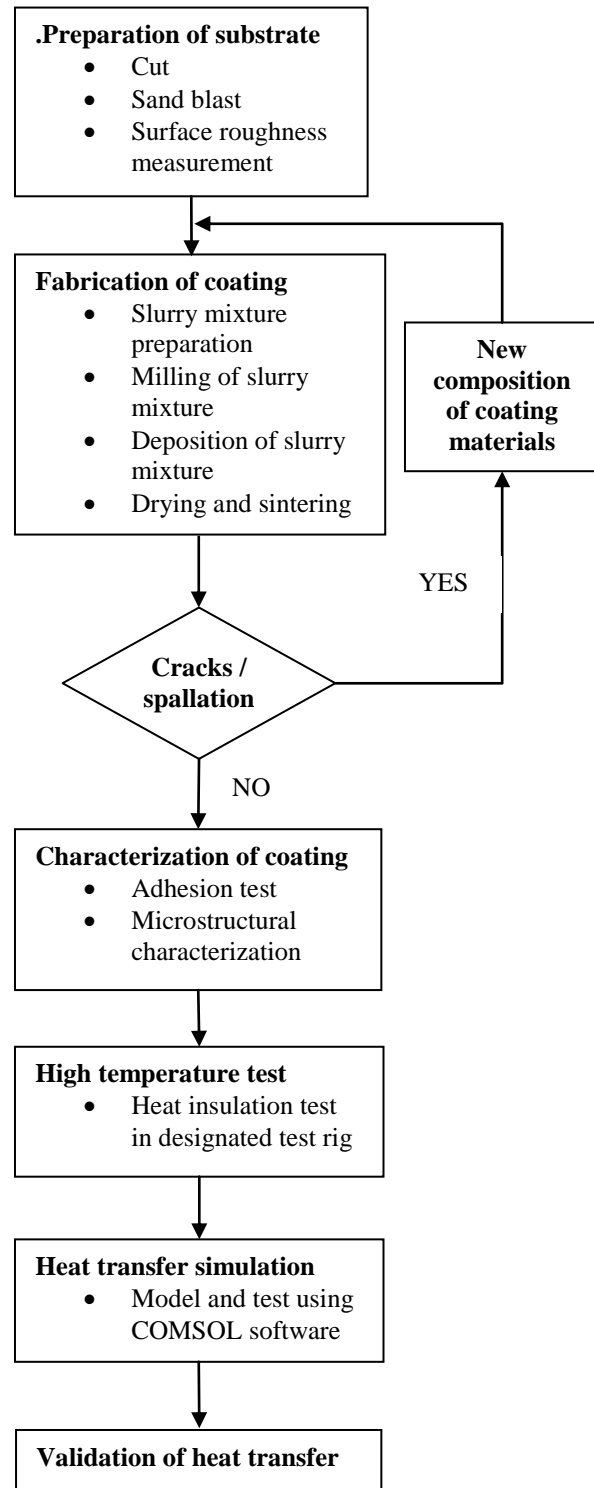 .Preparation of substrate
• Cut
• Sand blast
• Surface roughness
measurement
Fabrication of coating
• Slurry mixture
preparation
• Milling of slurry
mixture
• Deposition of slurry
mixture
• Drying and sintering
New
composition
of coating
materials
YES
Cracks /
spallation
NO
Characterization of coating
• Adhesion test
• Microstructural
characterization
High temperature test
• Heat insulation test
in designated test rig
Heat transfer simulation
• Model and test using
COMSOL software
Validation of heat transfer